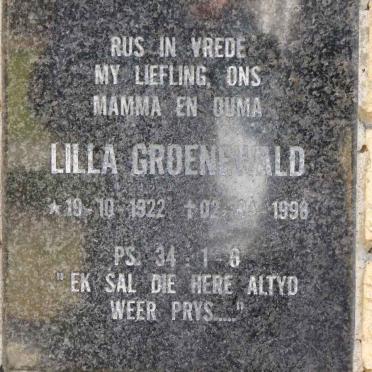 RUS IN VREDE
MY LIEFLING, ONS
MAMMA EN OUMA
LILLA GROENEWALD
★19-10-1922 ✝02- -1998
PS. 34 : 1-8
"EK SAL DIE HERE ALTYD
WEER PRYS....."